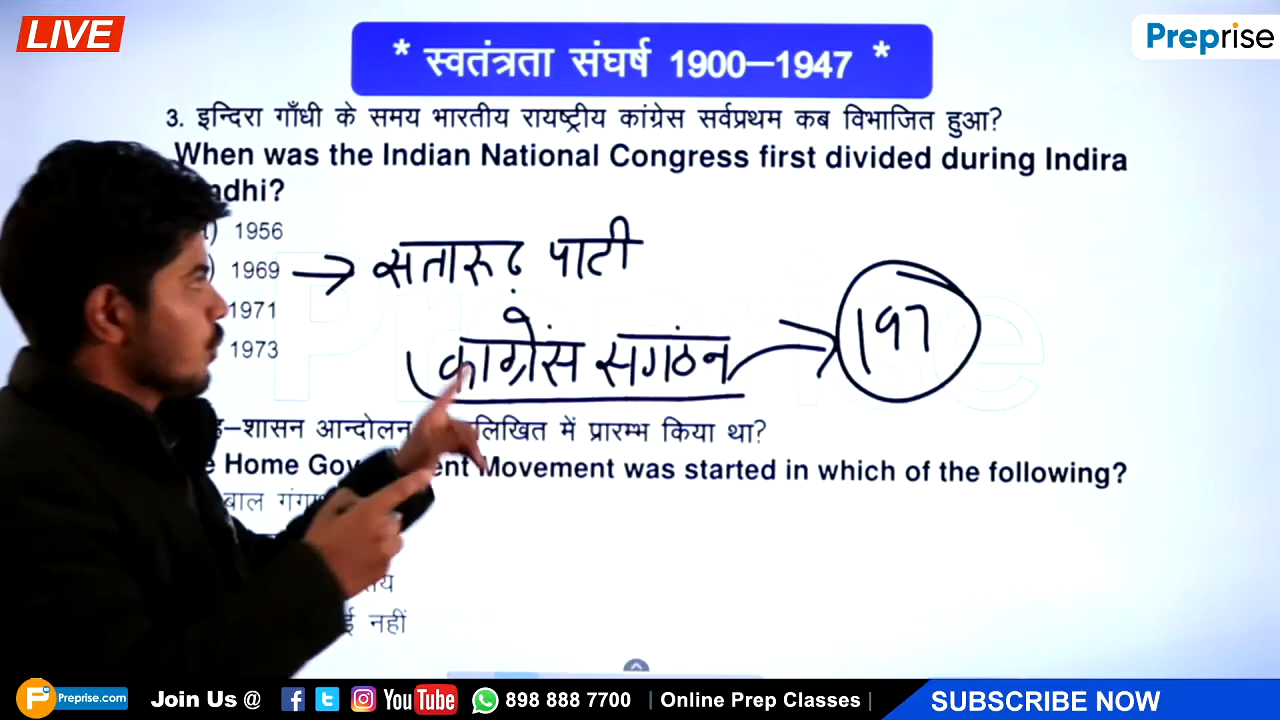 LIVE
Preprise
* स्वतंत्रता संघर्ष 1900–1947 *
3. इन्दिरा गाँधी के समय भारतीय रायष्ट्रीय कांग्रेस सर्वप्रथम कब विभाजित हुआ?
When was the Indian National Congress first divided during Indira
ndhi?
) 1956
) 1969 → सतारूढ़ पाटी
1971
काग्रेंस सगठंन → 197
1973
–शासन आन्दोलन लिखित में प्रारम्भ किया था?
e Home Gov ent Movement was started in which of the following?
बाल गंगा
नहीं
P Preprise.com Join Us @ You Tube 898 888 7700 | Online Prep Classes | SUBSCRIBE NOW